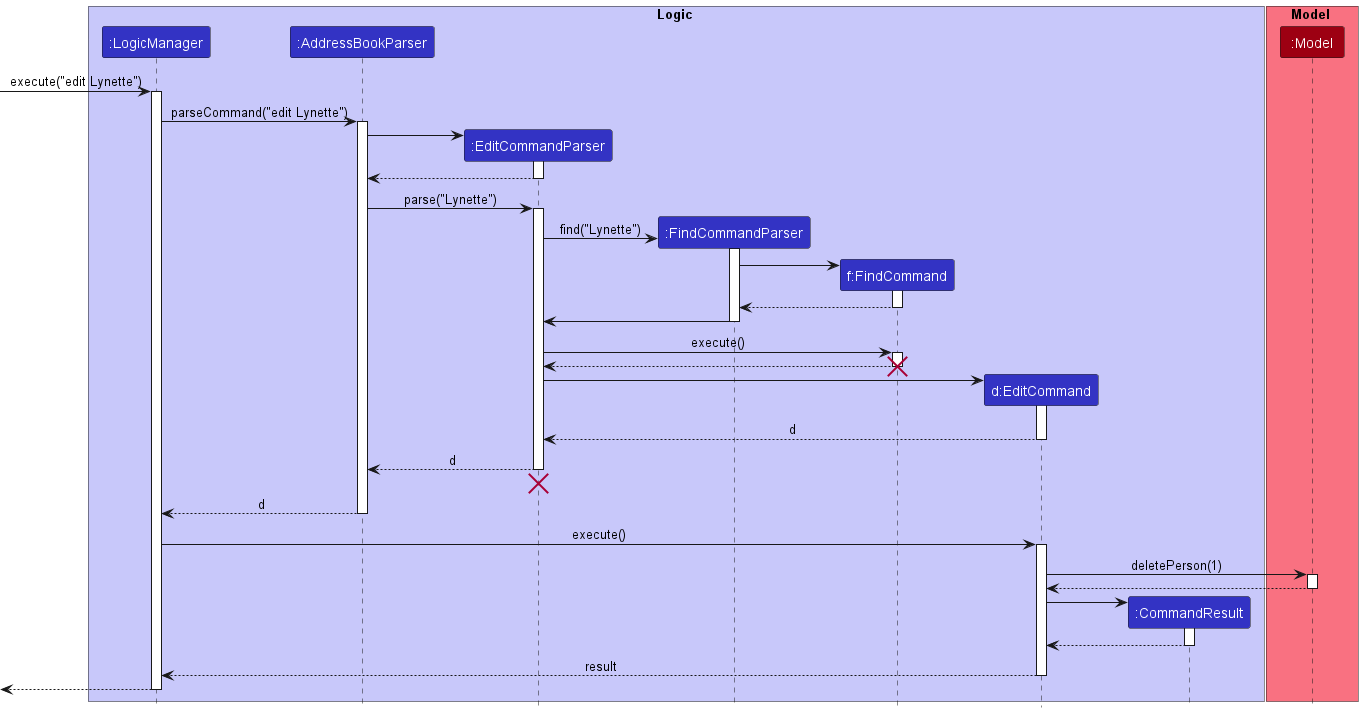 Logic
Model
:LogicManager
:AddressBookParser
:Model
execute("edit Lynette")
parseCommand("edit Lynette")
:EditCommandParser
parse("Lynette")
find("Lynette")
:FindCommandParser
f:FindCommand
execute()
d:EditCommand
d
d
d
execute()
deletePerson(1)
:CommandResult
result